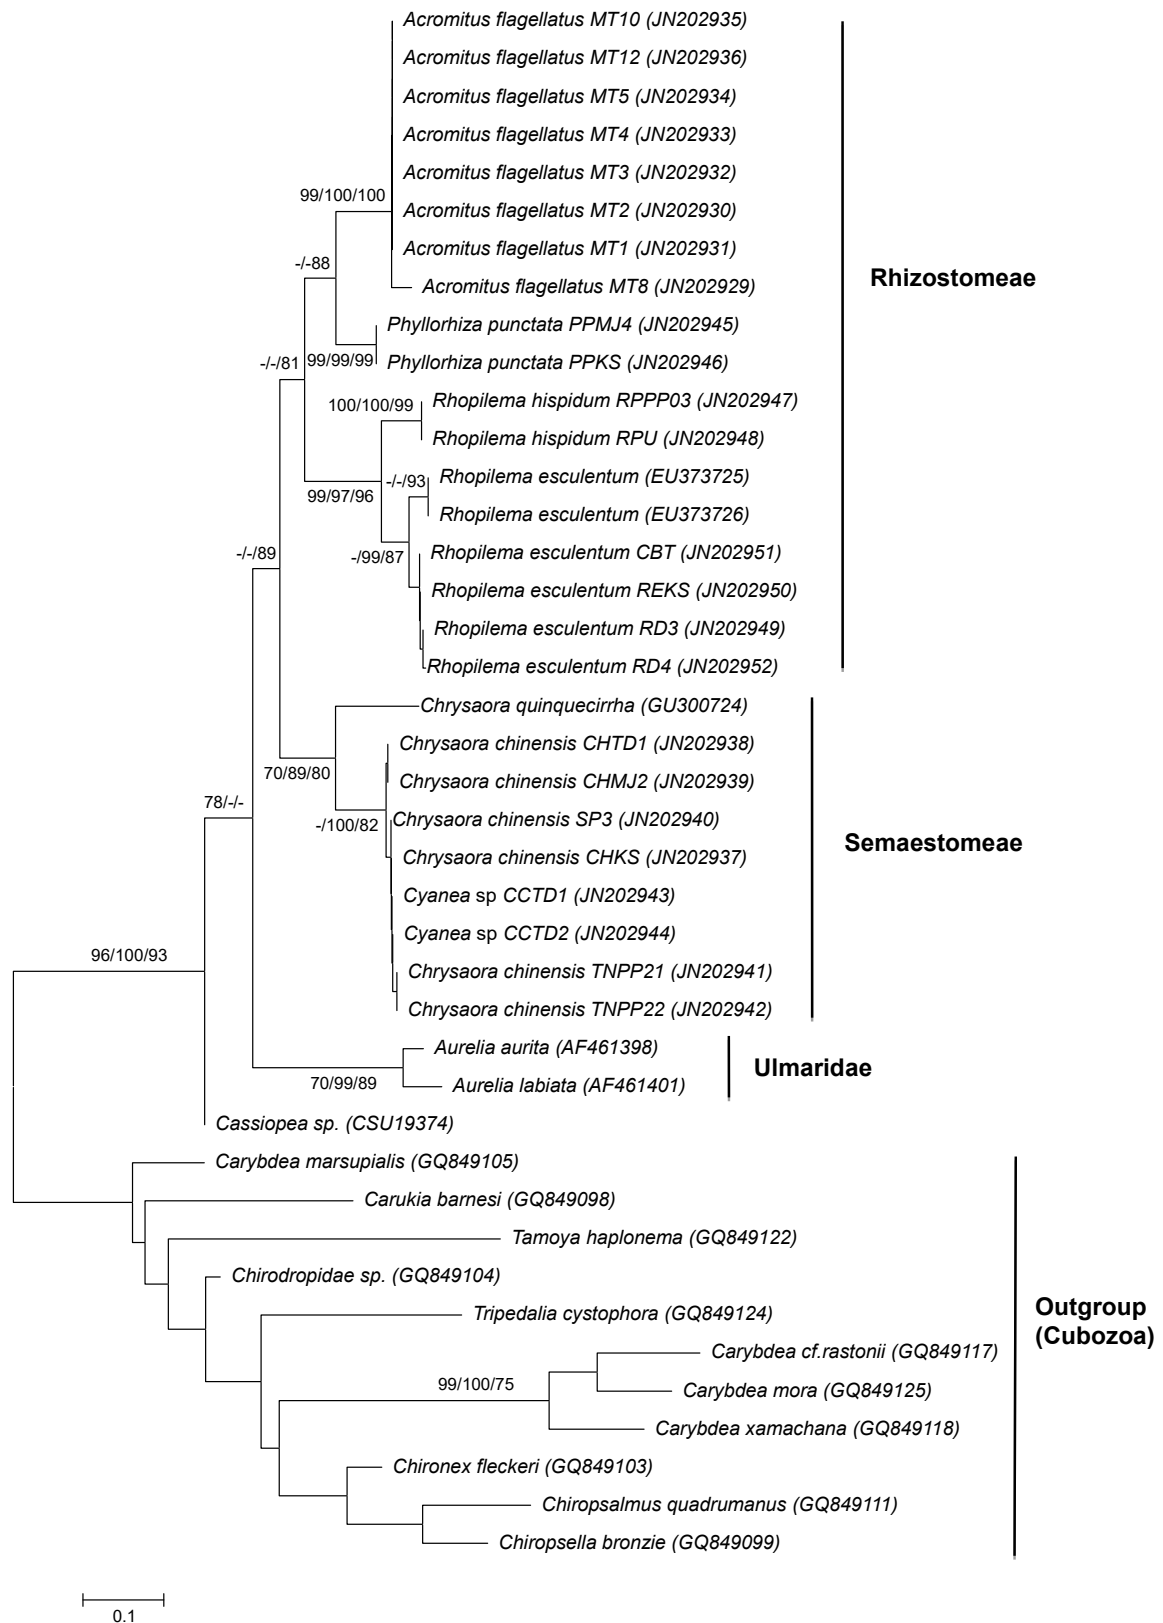 Acromitus flagellatus MT10 (JN202935)
Acromitus flagellatus MT12 (JN202936)
Acromitus flagellatus MT5 (JN202934)
Acromitus flagellatus MT4 (JN202933)
Acromitus flagellatus MT3 (JN202932)
99/100/100
Acromitus flagellatus MT2 (JN202930)
Acromitus flagellatus MT1 (JN202931)
-/-88
Rhizostomeae
Acromitus flagellatus MT8 (JN202929)
Phyllorhiza punctata PPMJ4 (JN202945)
-/-/81
99/99/99
Phyllorhiza punctata PPKS (JN202946)
100/100/99
Rhopilema hispidum RPPP03 (JN202947)
Rhopilema hispidum RPU (JN202948)
-/-/93
Rhopilema esculentum (EU373725)
99/97/96
Rhopilema esculentum (EU373726)
-/-/89
-/99/87
Rhopilema esculentum CBT (JN202951)
Rhopilema esculentum REKS (JN202950)
Rhopilema esculentum RD3 (JN202949)
Rhopilema esculentum RD4 (JN202952)
Chrysaora quinquecirrha (GU300724)
Chrysaora chinensis CHTD1 (JN202938)
70/89/80
Chrysaora chinensis CHMJ2 (JN202939)
78/-/-
-/100/82
Chrysaora chinensis SP3 (JN202940)
Semaestomeae
Chrysaora chinensis CHKS (JN202937)
Cyanea sp CCTD1 (JN202943)
Cyanea sp CCTD2 (JN202944)
96/100/93
Chrysaora chinensis TNPP21 (JN202941)
Chrysaora chinensis TNPP22 (JN202942)
Aurelia aurita (AF461398)
Ulmaridae
70/99/89
Aurelia labiata (AF461401)
Cassiopea sp. (CSU19374)
Carybdea marsupialis (GQ849105)
Carukia barnesi (GQ849098)
Tamoya haplonema (GQ849122)
Chirodropidae sp. (GQ849104)
Outgroup
(Cubozoa)
Tripedalia cystophora (GQ849124)
Carybdea cf.rastonii (GQ849117)
99/100/75
Carybdea mora (GQ849125)
Carybdea xamachana (GQ849118)
Chironex fleckeri (GQ849103)
Chiropsalmus quadrumanus (GQ849111)
Chiropsella bronzie (GQ849099)
0.1